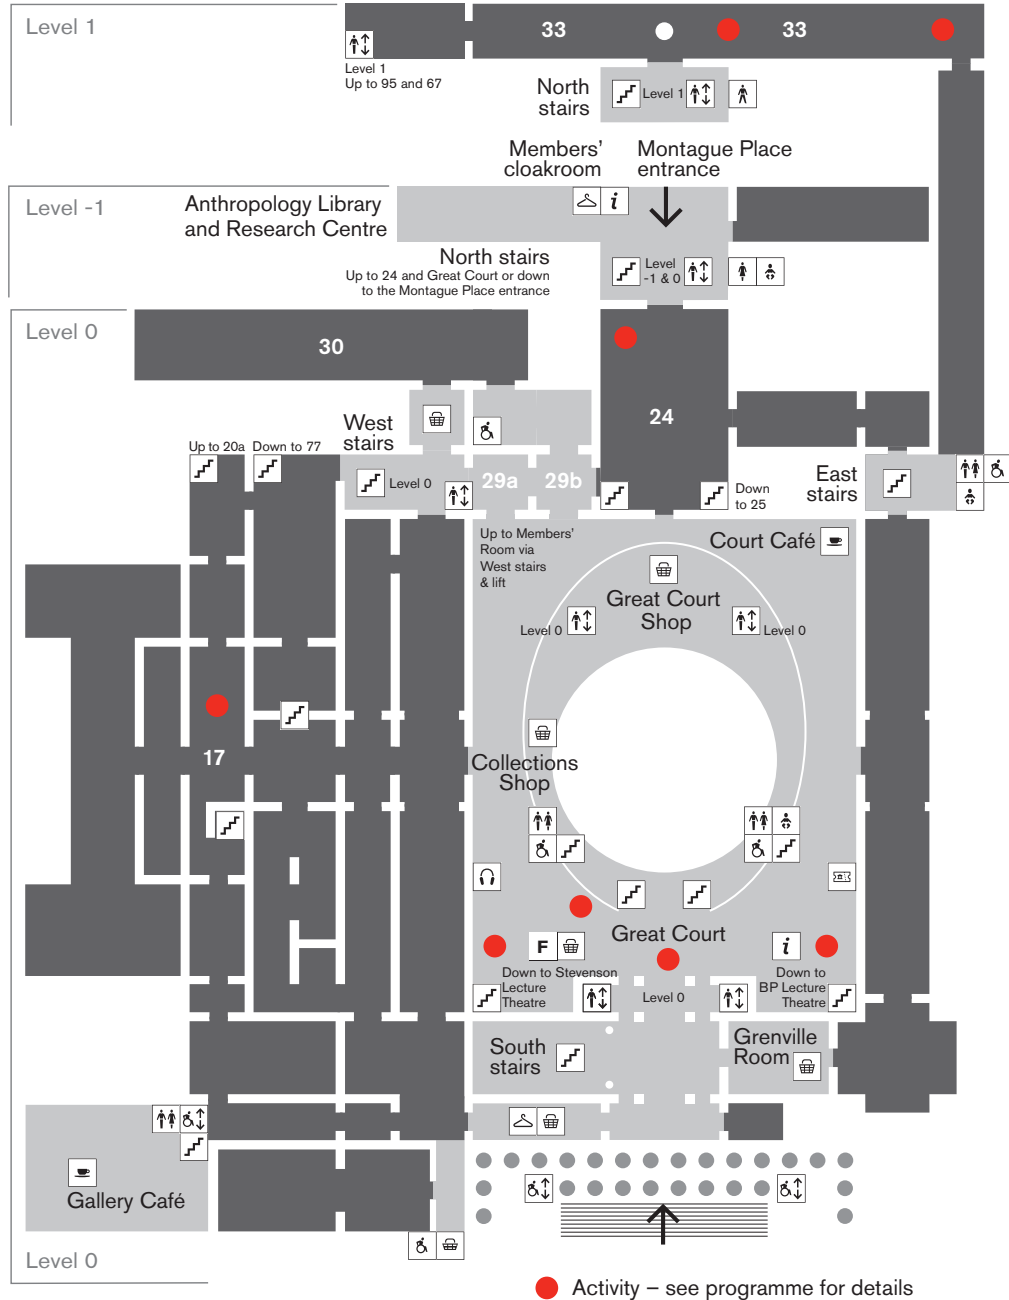 Level 1
33
33
Level 1
Up to 95 and 67
North
stairs
Level 1
Members'
cloakroom
Montague Place
entrance
i
Level -1
Anthropology Library
and Research Centre
North stairs
Up to 24 and Great Court or down
to the Montague Place entrance
Level
-1 & 0
Level 0
30
24
West
stairs
Up to 20a
Down to 77
Level 0
29a
29b
Down
to 25
East
stairs
Up to Members'
Room via
West stairs
& lift
Court Café
Great Court
Shop
Level 0
Level 0
17
Collections
Shop
Great Court
F
i
Down to Stevenson
Lecture
Theatre
Level 0
Down to
BP Lecture
Theatre
South
stairs
Grenville
Room
Gallery Café
Level 0
Activity – see programme for details